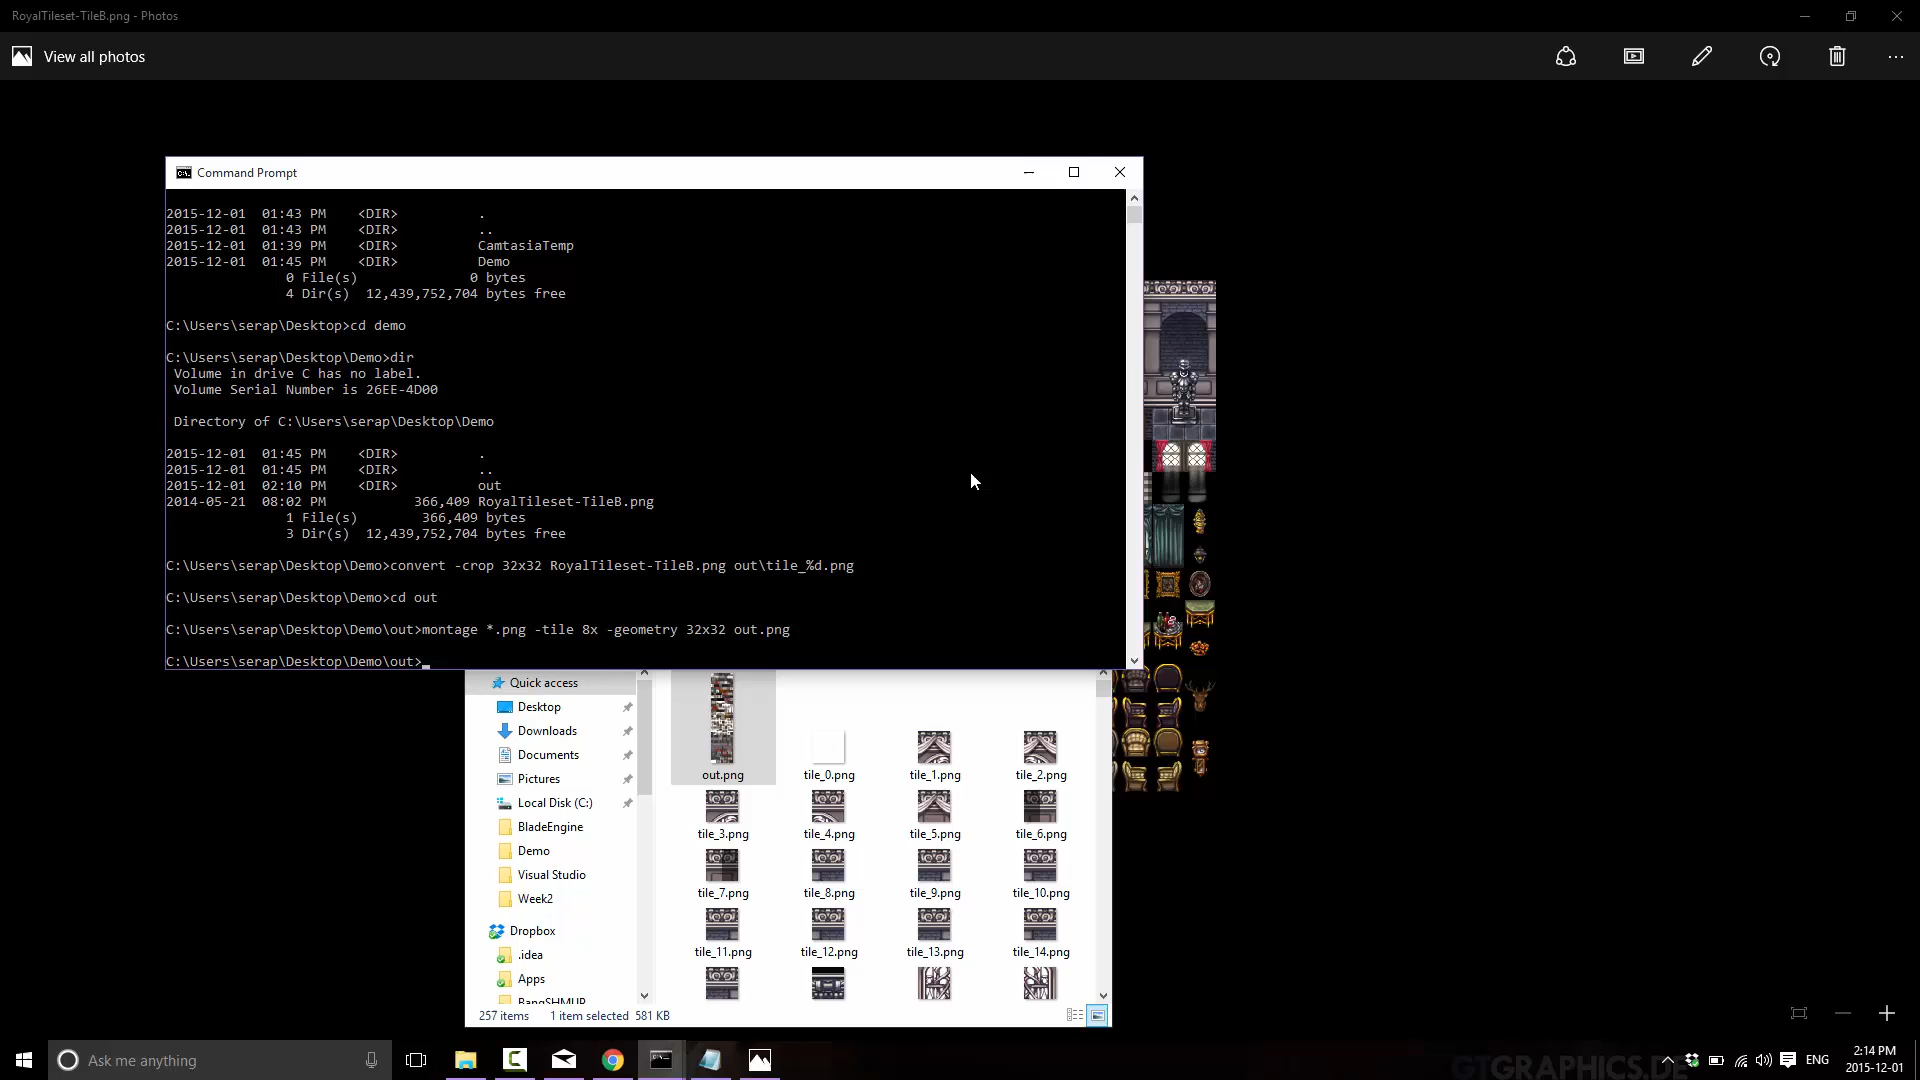 RoyalTileset-TileB.png - Photos
View all photos
Command Prompt
2015-12-01  01:43 PM    <DIR>          .
2015-12-01  01:43 PM    <DIR>          ..
2015-12-01  01:39 PM    <DIR>          CamtasiaTemp
2015-12-01  01:45 PM    <DIR>          Demo
0 File(s)              0 bytes
4 Dir(s)  12,439,752,704 bytes free
C:\Users\serap\Desktop>cd demo
C:\Users\serap\Desktop\Demo>dir
Volume in drive C has no label.
Volume Serial Number is 26EE-4D00
Directory of C:\Users\serap\Desktop\Demo
2015-12-01  01:45 PM    <DIR>          .
2015-12-01  01:45 PM    <DIR>          ..
2015-12-01  02:10 PM    <DIR>          out
2014-05-21  08:02 PM           366,409 RoyalTileset-TileB.png
1 File(s)        366,409 bytes
3 Dir(s)  12,439,752,704 bytes free
C:\Users\serap\Desktop\Demo>convert -crop 32x32 RoyalTileset-TileB.png out\tile_%d.png
C:\Users\serap\Desktop\Demo>cd out
C:\Users\serap\Desktop\Demo\out>montage *.png -tile 8x -geometry 32x32 out.png
C:\Users\serap\Desktop\Demo\out>_
Quick access
Desktop
Downloads
Documents
Pictures
Local Disk (C:)
BladeEngine
Demo
Visual Studio
Week2
Dropbox
.idea
Apps
BangSHMUP
out.png
tile_0.png
tile_1.png
tile_2.png
tile_3.png
tile_4.png
tile_5.png
tile_6.png
tile_7.png
tile_8.png
tile_9.png
tile_10.png
tile_11.png
tile_12.png
tile_13.png
tile_14.png
257 items
1 item selected  581 KB
Ask me anything
GTGRAPHICS.DE
ENG
2:14 PM
2015-12-01